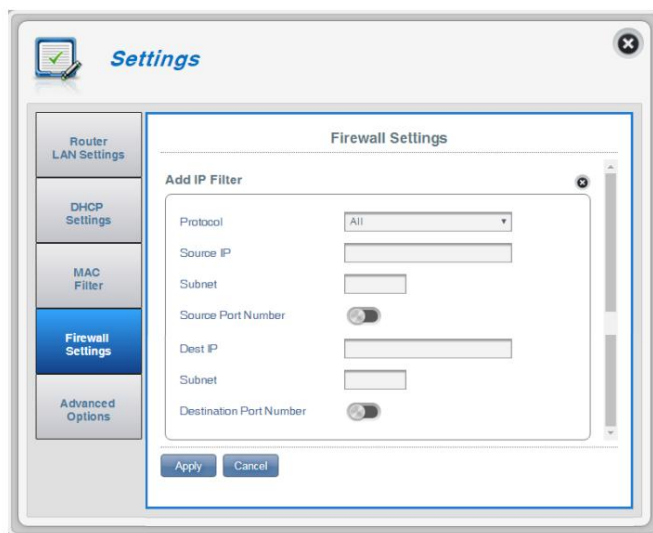 Settings
Router
LAN Settings
DHCP
Settings
MAC
Filter
Firewall
Settings
Advanced
Options
Firewall Settings
Add IP Filter
Protocol
All
Source IP
Subnet
Source Port Number
Dest IP
Subnet
Destination Port Number
Apply
Cancel